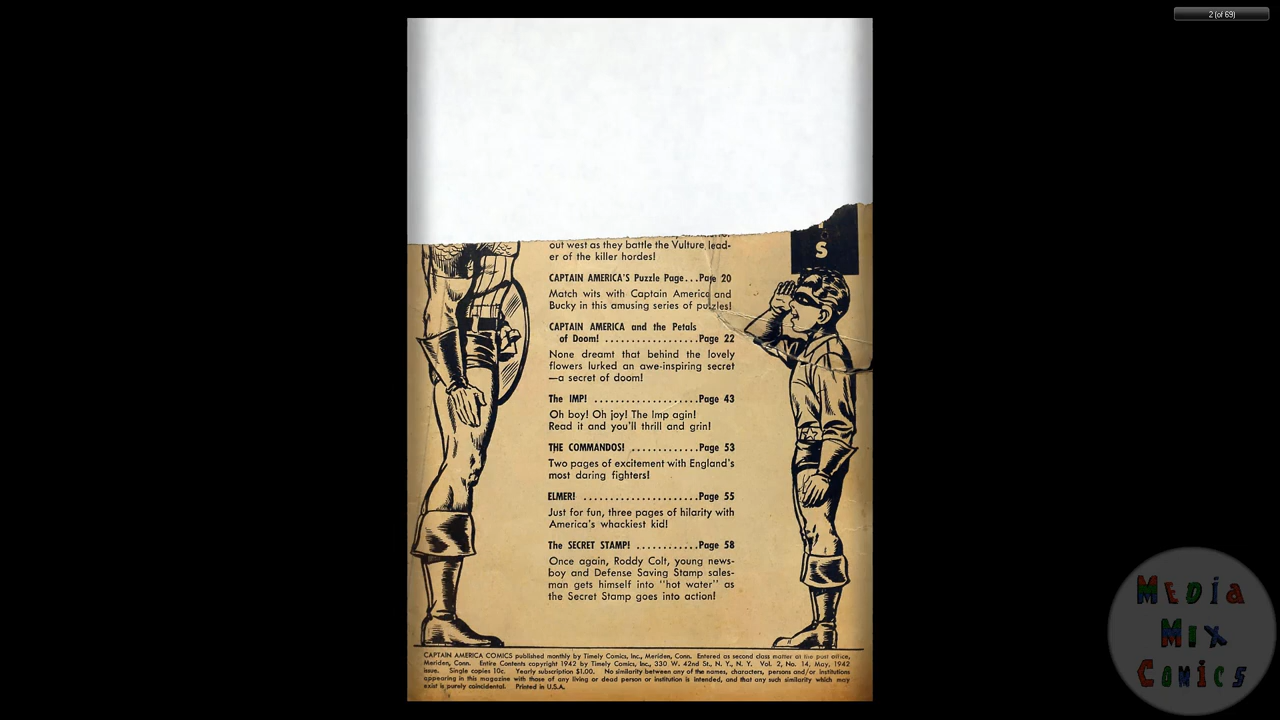 2 (of 69)
S
out west as they battle the Vulture, lead-
er of the killer hordes!
CAPTAIN AMERICA'S Puzzle Page...Page 20
Match wits with Captain America and
Bucky in this amusing series of puzzles!
CAPTAIN AMERICA and the Petals
of Doom! ...................Page 22
None dreamt that behind the lovely
flowers lurked an awe-inspiring secret
—a secret of doom!
The IMP! .....................Page 43
Oh boy! Oh joy! The Imp agin!
Read it and you'll thrill and grin!
THE COMMANDOS! .............Page 53
Two pages of excitement with England's
most daring fighters!
ELMER! .......................Page 55
Just for fun, three pages of hilarity with
America's whackiest kid!
The SECRET STAMP! ............Page 58
Once again, Roddy Colt, young news-
boy and Defense Saving Stamp sales-
man gets himself into "hot water" as
the Secret Stamp goes into action!
CAPTAIN AMERICA COMICS published monthly by Timely Comics, Inc., Meriden, Conn. Entered as second class matter at the post office,
Meriden, Conn. Entire Contents copyright 1942 by Timely Comics, Inc., 330 W. 42nd St., N. Y., N. Y. Vol. 2, No. 14, May, 1942
issue. Single copies 10c. Yearly subscription $1.00. No similarity between any of the names, characters, persons and/or institutions
appearing in this magazine with those of any living or dead person or institution is intended, and that any such similarity which may
exist is purely coincidental. Printed in U.S.A.
MEDiA
MiX
COMiCS